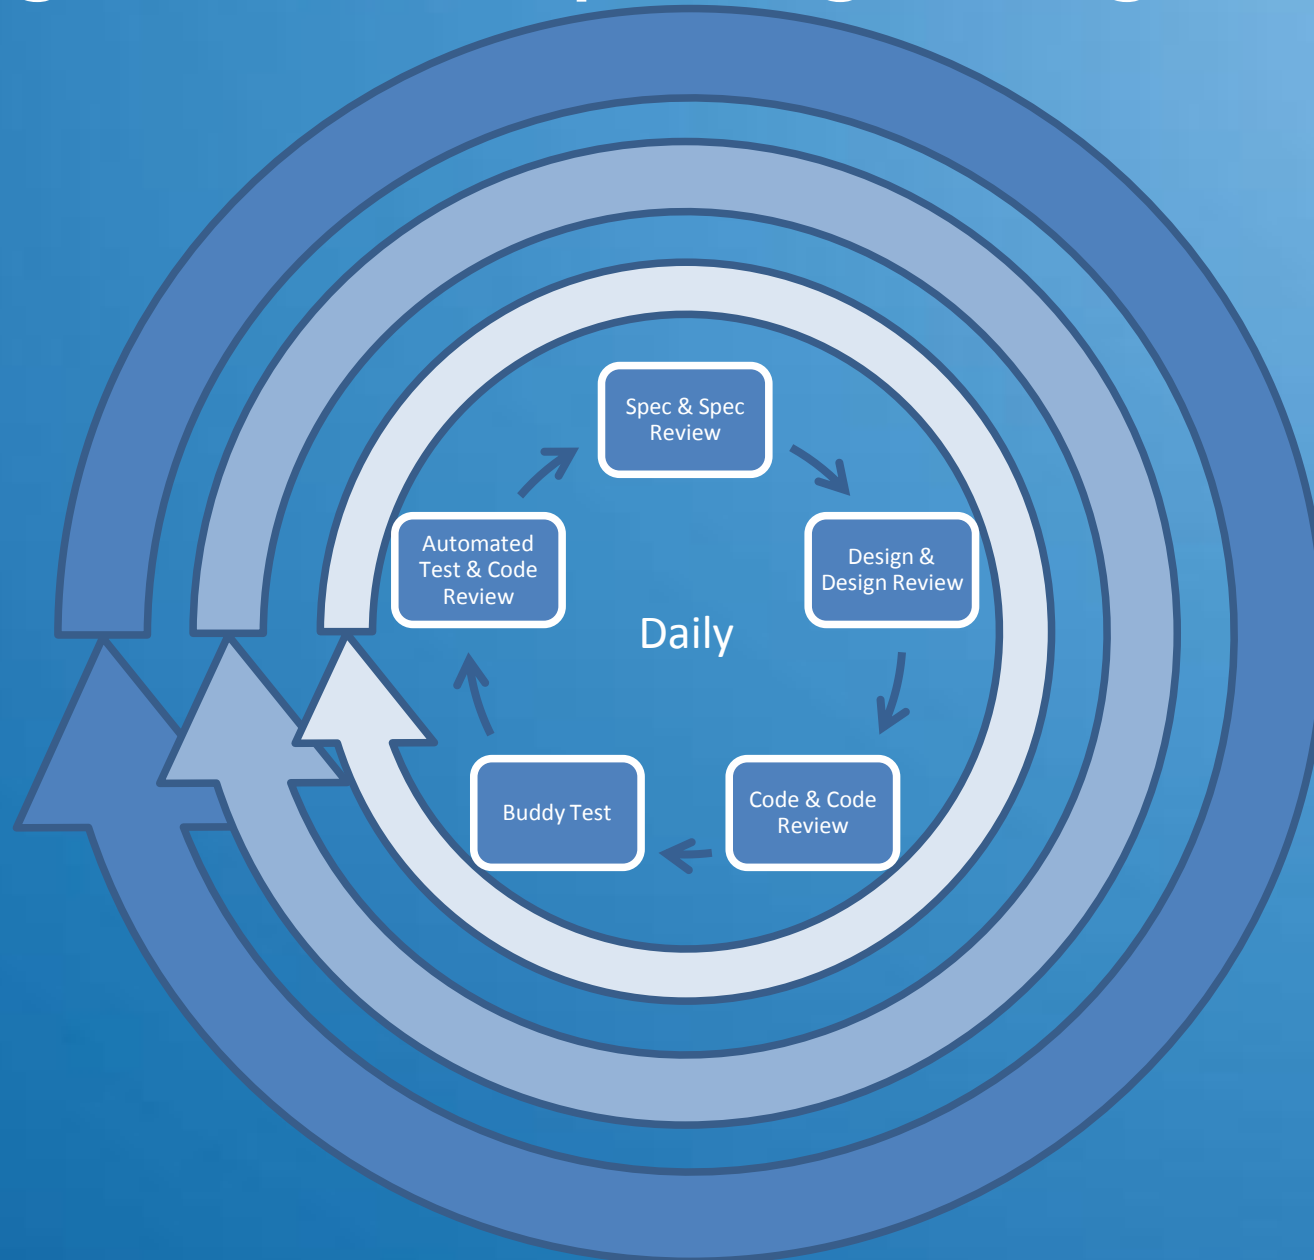 Spec & Spec
Review
Automated
Test & Code
Review
Design &
Design Review
Daily
Buddy Test
Code & Code
Review